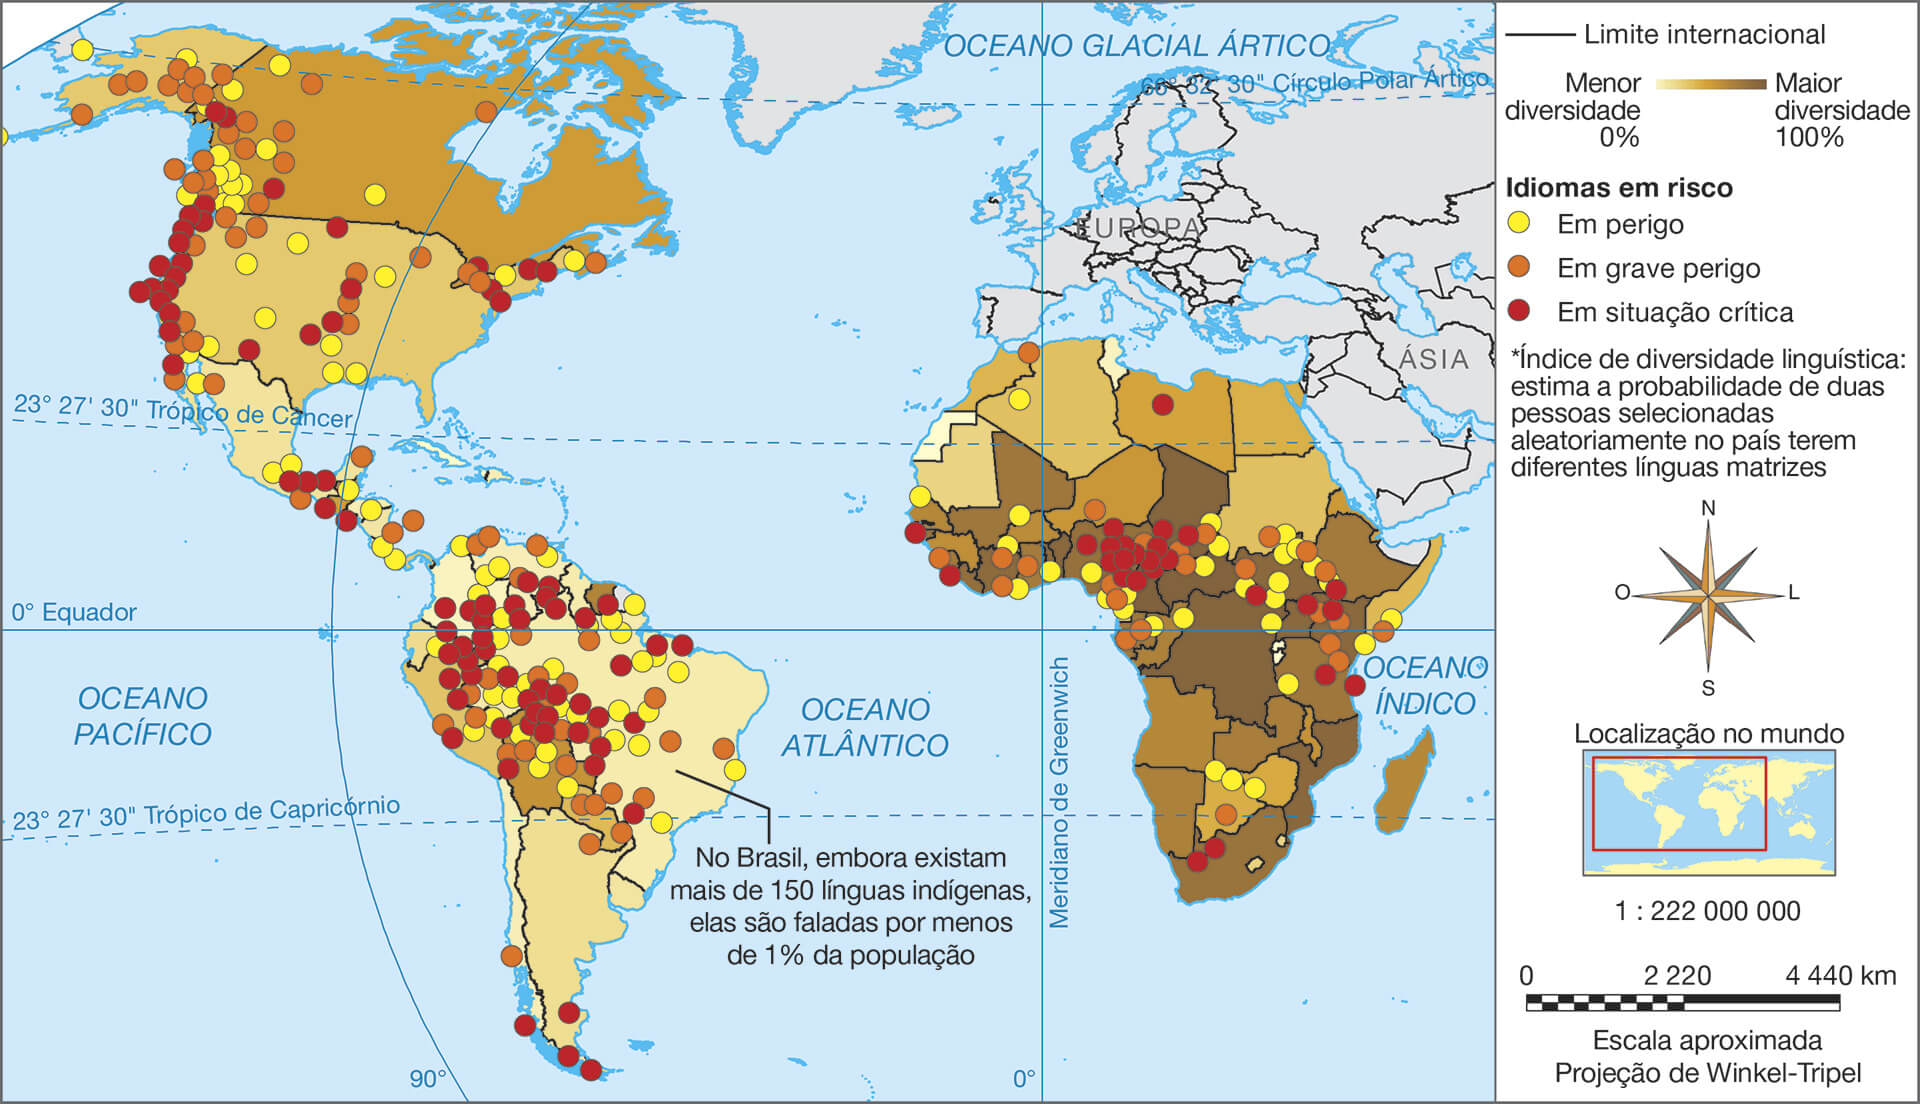 OCEANO GLACIAL ÁRTICO
66° 32' 30" Círculo Polar Ártico
EUROPA
ÁSIA
23° 27' 30" Trópico de Câncer
0° Equador
OCEANO
PACÍFICO
OCEANO
ATLÂNTICO
OCEANO
ÍNDICO
Meridiano de Greenwich
23° 27' 30" Trópico de Capricórnio
No Brasil, embora existam
mais de 150 línguas indígenas,
elas são faladas por menos
de 1% da população
90°
0°
Limite internacional
Menor
diversidade
0%
Maior
diversidade
100%
Idiomas em risco
Em perigo
Em grave perigo
Em situação crítica
*Índice de diversidade linguística:
estima a probabilidade de duas
pessoas selecionadas
aleatoriamente no país terem
diferentes línguas matrizes
N
O
L
S
Localização no mundo
1 : 222 000 000
0 2 220 4 440 km
Escala aproximada
Projeção de Winkel-Tripel